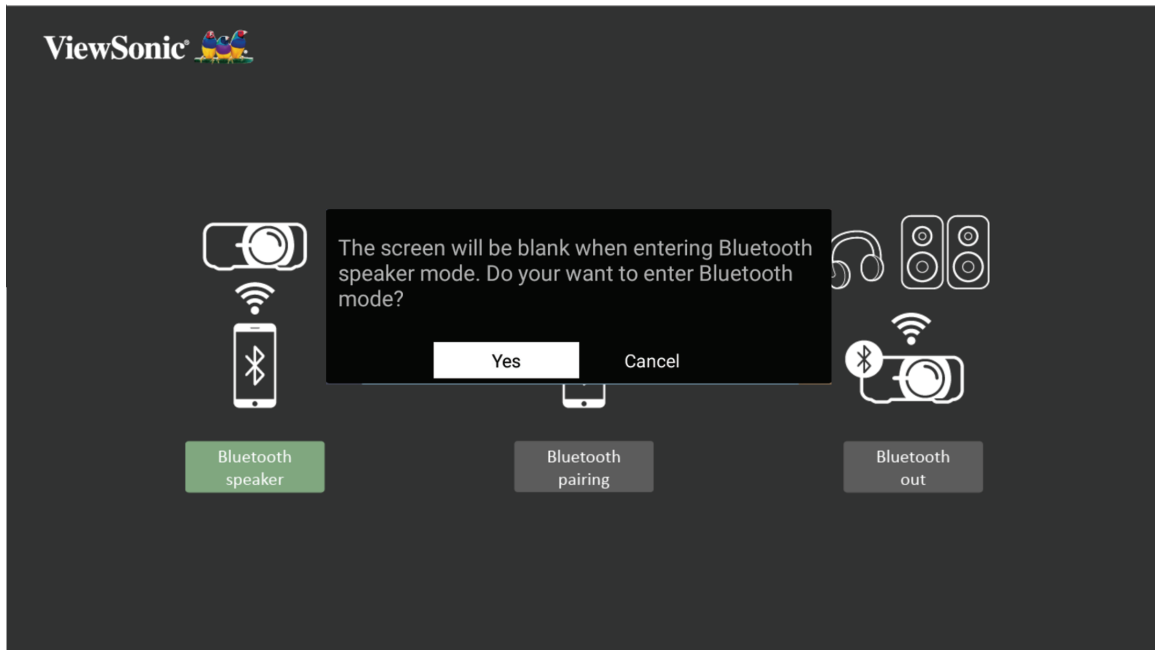 ViewSonic®
The screen will be blank when entering Bluetooth
speaker mode. Do your want to enter Bluetooth
mode?
Yes
Cancel
Bluetooth
speaker
Bluetooth
pairing
Bluetooth
out